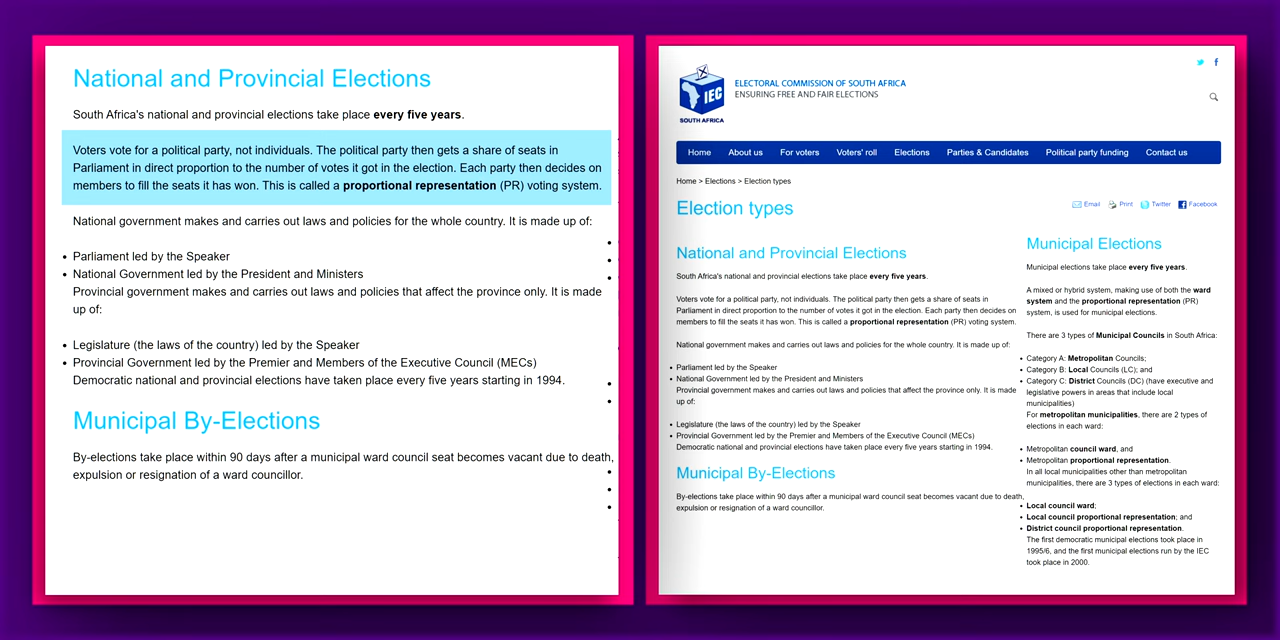 National and Provincial Elections
South Africa's national and provincial elections take place every five years.
Voters vote for a political party, not individuals. The political party then gets a share of seats in
Parliament in direct proportion to the number of votes it got in the election. Each party then decides on
members to fill the seats it has won. This is called a proportional representation (PR) voting system.
National government makes and carries out laws and policies for the whole country. It is made up of:
• Parliament led by the Speaker
• National Government led by the President and Ministers
Provincial government makes and carries out laws and policies that affect the province only. It is made
up of:
• Legislature (the laws of the country) led by the Speaker
• Provincial Government led by the Premier and Members of the Executive Council (MECs)
Democratic national and provincial elections have taken place every five years starting in 1994.
Municipal By-Elections
By-elections take place within 90 days after a municipal ward council seat becomes vacant due to death,
expulsion or resignation of a ward councillor.
IEC
SOUTH AFRICA
ELECTORAL COMMISSION OF SOUTH AFRICA
ENSURING FREE AND FAIR ELECTIONS
Home About us For voters Voters' roll Elections Parties & Candidates Political party funding Contact us
Home > Elections > Election types
Election types
Email Print Twitter Facebook
National and Provincial Elections
South Africa's national and provincial elections take place every five years.
Voters vote for a political party, not individuals. The political party then gets a share of seats in
Parliament in direct proportion to the number of votes it got in the election. Each party then decides on
members to fill the seats it has won. This is called a proportional representation (PR) voting system.
National government makes and carries out laws and policies for the whole country. It is made up of:
• Parliament led by the Speaker
• National Government led by the President and Ministers
Provincial government makes and carries out laws and policies that affect the province only. It is made
up of:
• Legislature (the laws of the country) led by the Speaker
• Provincial Government led by the Premier and Members of the Executive Council (MECs)
Democratic national and provincial elections have taken place every five years starting in 1994.
Municipal By-Elections
By-elections take place within 90 days after a municipal ward council seat becomes vacant due to death,
expulsion or resignation of a ward councillor.
Municipal Elections
Municipal elections take place every five years.
A mixed or hybrid system, making use of both the ward
system and the proportional representation (PR)
system, is used for municipal elections.
There are 3 types of Municipal Councils in South Africa:
• Category A: Metropolitan Councils;
• Category B: Local Councils (LC); and
• Category C: District Councils (DC) (have executive and
legislative powers in areas that include local
municipalities)
For metropolitan municipalities, there are 2 types of
elections in each ward:
• Metropolitan council ward, and
• Metropolitan proportional representation.
In all local municipalities other than metropolitan
municipalities, there are 3 types of elections in each ward:
• Local council ward;
• Local council proportional representation; and
• District council proportional representation.
The first democratic municipal elections took place in
1995/6, and the first municipal elections run by the IEC
took place in 2000.